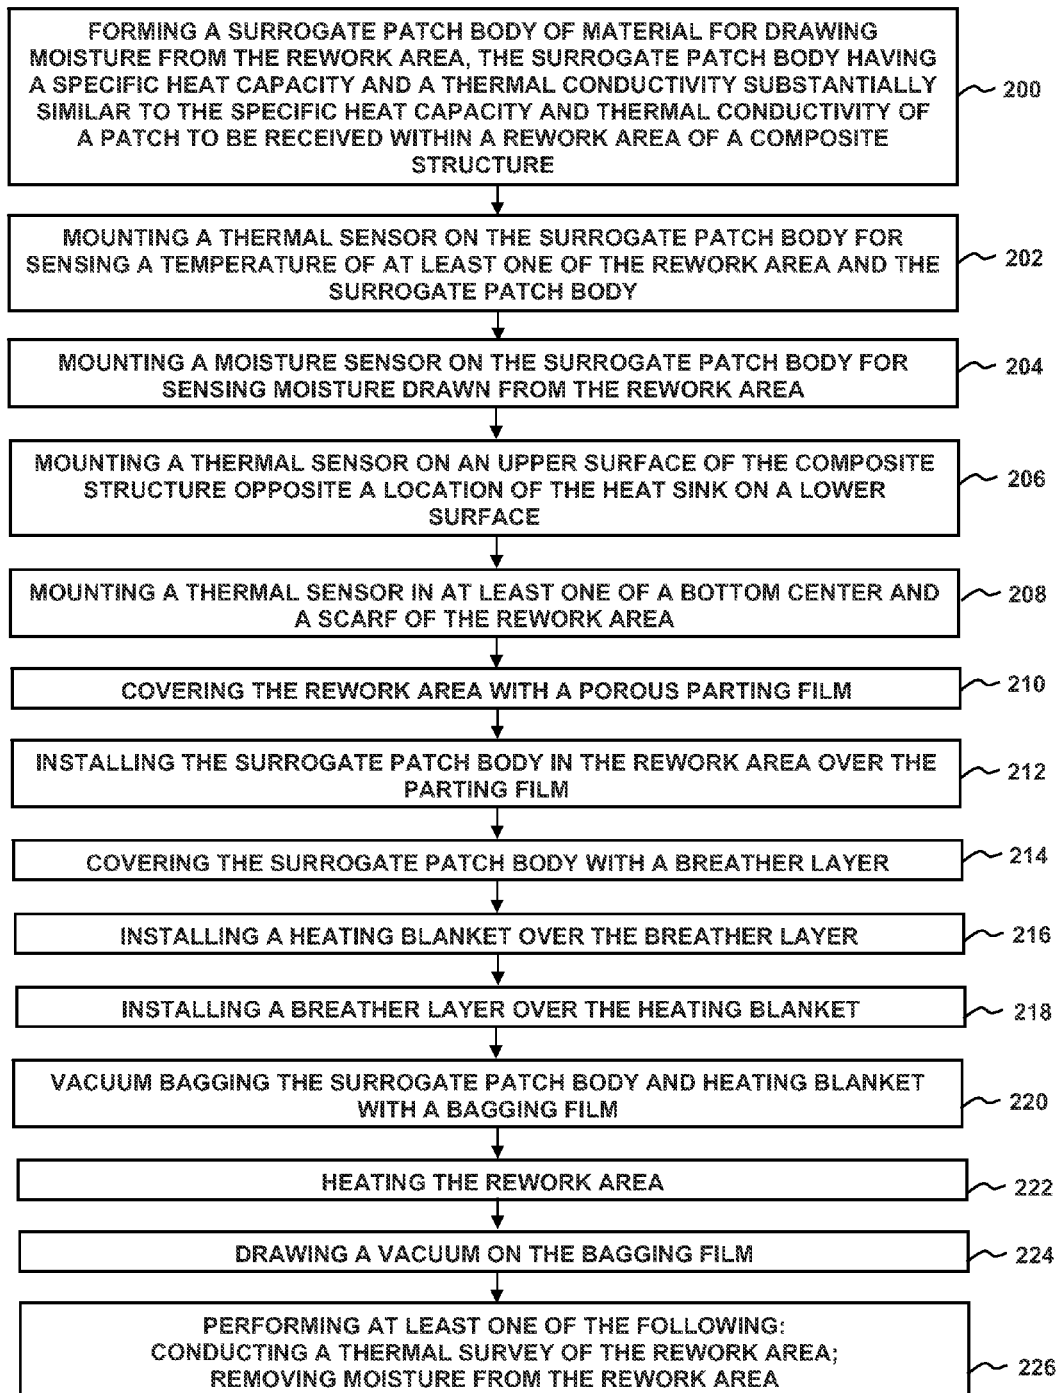 FORMING A SURROGATE PATCH BODY OF MATERIAL FOR DRAWING
MOISTURE FROM THE REWORK AREA, THE SURROGATE PATCH BODY HAVING
A SPECIFIC HEAT CAPACITY AND A THERMAL CONDUCTIVITY SUBSTANTIALLY
SIMILAR TO THE SPECIFIC HEAT CAPACITY AND THERMAL CONDUCTIVITY OF
A PATCH TO BE RECEIVED WITHIN A REWORK AREA OF A COMPOSITE
STRUCTURE
200
MOUNTING A THERMAL SENSOR ON THE SURROGATE PATCH BODY FOR
SENSING A TEMPERATURE OF AT LEAST ONE OF THE REWORK AREA AND THE
SURROGATE PATCH BODY
202
MOUNTING A MOISTURE SENSOR ON THE SURROGATE PATCH BODY FOR
SENSING MOISTURE DRAWN FROM THE REWORK AREA
204
MOUNTING A THERMAL SENSOR ON AN UPPER SURFACE OF THE COMPOSITE
STRUCTURE OPPOSITE A LOCATION OF THE HEAT SINK ON A LOWER
SURFACE
206
MOUNTING A THERMAL SENSOR IN AT LEAST ONE OF A BOTTOM CENTER AND
A SCARF OF THE REWORK AREA
208
COVERING THE REWORK AREA WITH A POROUS PARTING FILM
210
INSTALLING THE SURROGATE PATCH BODY IN THE REWORK AREA OVER THE
PARTING FILM
212
COVERING THE SURROGATE PATCH BODY WITH A BREATHER LAYER
214
INSTALLING A HEATING BLANKET OVER THE BREATHER LAYER
216
INSTALLING A BREATHER LAYER OVER THE HEATING BLANKET
218
VACUUM BAGGING THE SURROGATE PATCH BODY AND HEATING BLANKET
WITH A BAGGING FILM
220
HEATING THE REWORK AREA
222
DRAWING A VACUUM ON THE BAGGING FILM
224
PERFORMING AT LEAST ONE OF THE FOLLOWING:
CONDUCTING A THERMAL SURVEY OF THE REWORK AREA;
REMOVING MOISTURE FROM THE REWORK AREA
226